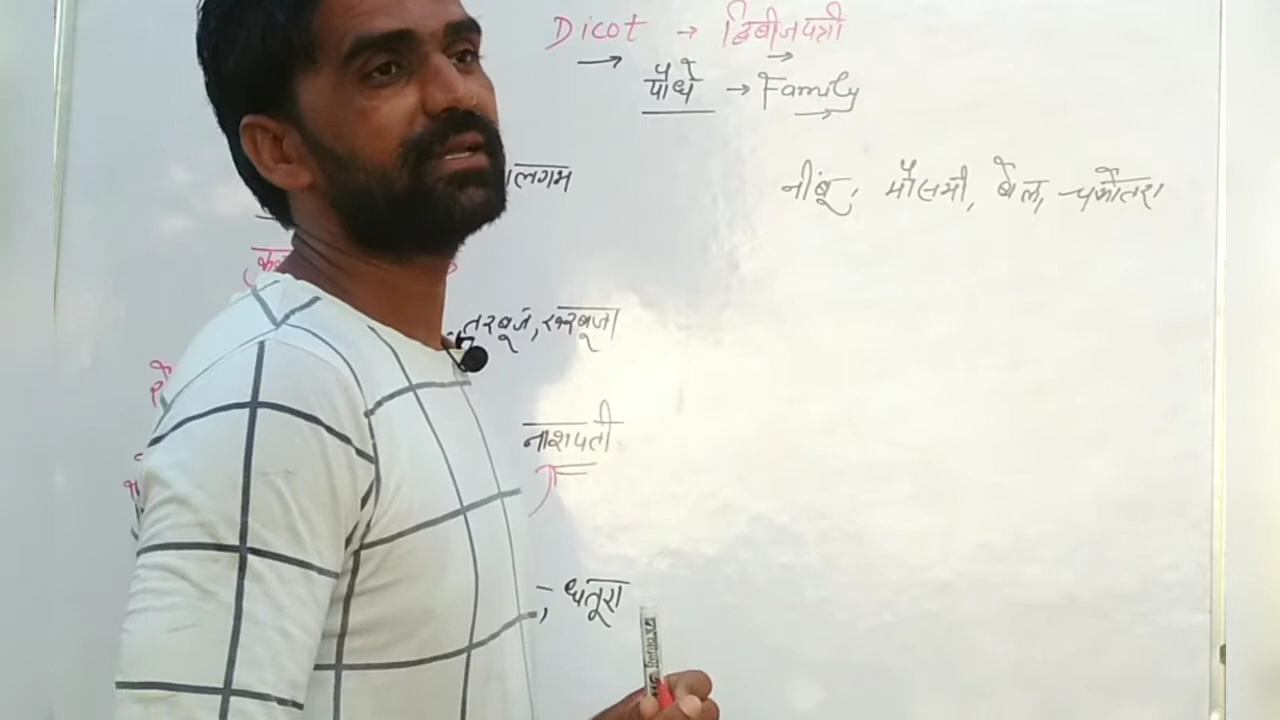 Dicot → द्विबीजपत्री
पौधे → Family
लगम
नींबू, मौसमी, बेल, चकोतरा
तरबूज, खरबूजा
नाशपती
, धतूरा